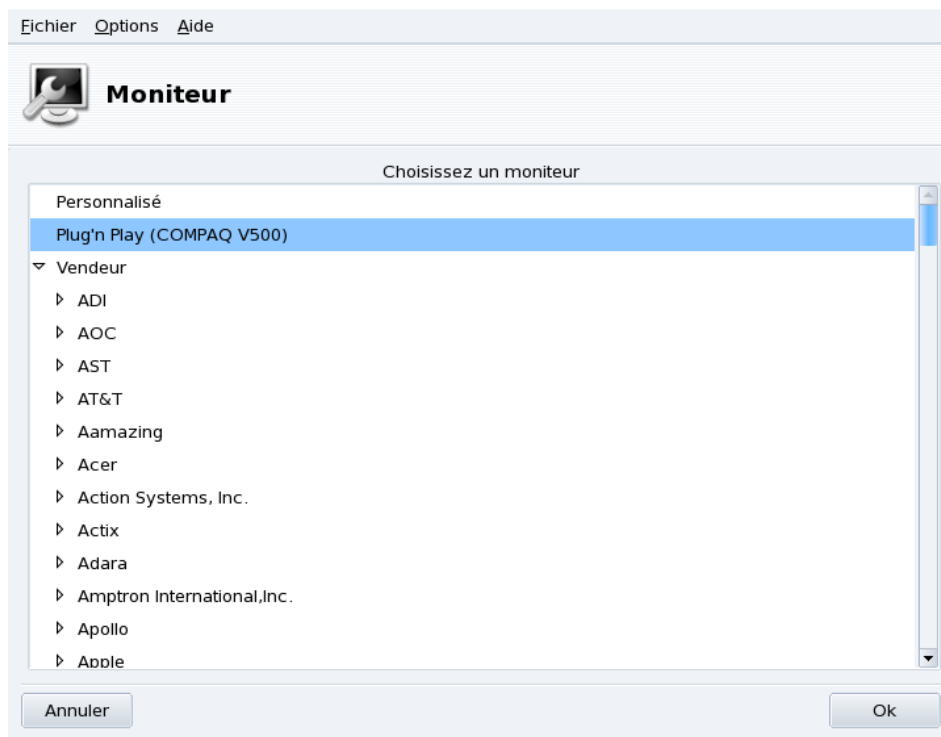 Fichier Options Aide
Moniteur
Choisissez un moniteur
Personnalisé
Plug'n Play (COMPAQ V500)
Vendeur
ADI
AOC
AST
AT&T
Aamazing
Acer
Action Systems, Inc.
Actix
Adara
Amptron International,Inc.
Apollo
Apple
Annuler Ok